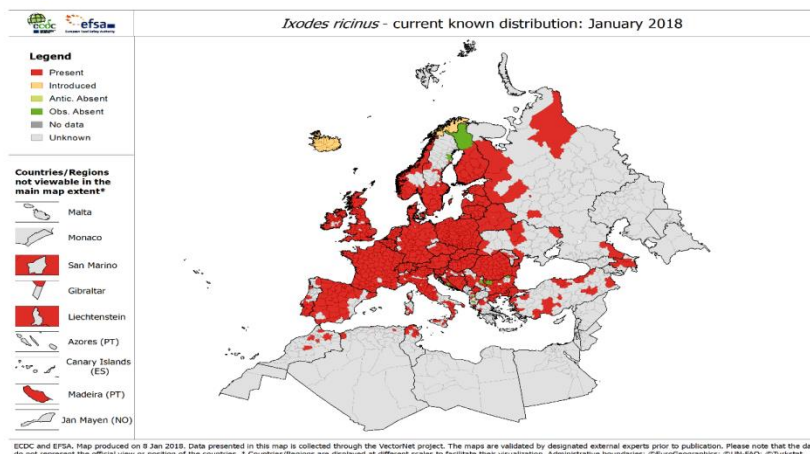 ecdc
efsa
Ixodes ricinus - current known distribution: January 2018
Legend
Present
Introduced
Antic. Absent
Obs. Absent
No data
Unknown
Countries/Regions
not viewable in the
main map extent*
Malta
Monaco
San Marino
Gibraltar
Liechtenstein
Azores (PT)
Canary Islands
(ES)
Madeira (PT)
Jan Mayen (NO)
ECDC and EFSA, Map produced on 8 Jan 2018. Data presented in this map is collected through the VectorNet project. The maps are validated by designated external experts prior to publication. Please note that the da
do not represent the official view or position of the countries. * Countries/Regions are displayed at different scales to facilitate their visualization. Administrative boundaries: ©EuroGeographics; ©UN-FAO; ©Turkstat.